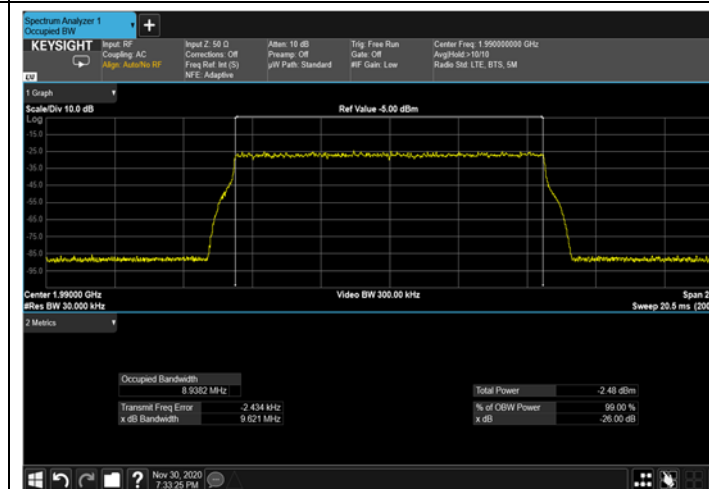 Spectrum Analyzer 1
Occupied BW
KEYSIGHT
Input: RF
Coupling: AC
Align: Auto/No RF
Input Z: 50 Ω
Corrections: Off
Freq Ref: Int (S)
NFE: Adaptive
Atten: 10 dB
Preamp: Off
µW Path: Standard
Trig: Free Run
Gate: Off
#IF Gain: Low
Center Freq: 1.990000000 GHz
Avg|Hold:>10/10
Radio Std: LTE, BTS, 5M
1 Graph
Scale/Div 10.0 dB
Ref Value -5.00 dBm
Log
-15.0
-25.0
-35.0
-45.0
-55.0
-65.0
-75.0
-85.0
-95.0
Center 1.99000 GHz
Video BW 300.00 kHz
Span 2
#Res BW 30.000 kHz
Sweep 20.5 ms (200
2 Metrics
Occupied Bandwidth
8.9382 MHz
Total Power -2.48 dBm
Transmit Freq Error -2.434 kHz
% of OBW Power 99.00 %
x dB Bandwidth 9.621 MHz
x dB -26.00 dB
?
Nov 30, 2020
7:33:25 PM